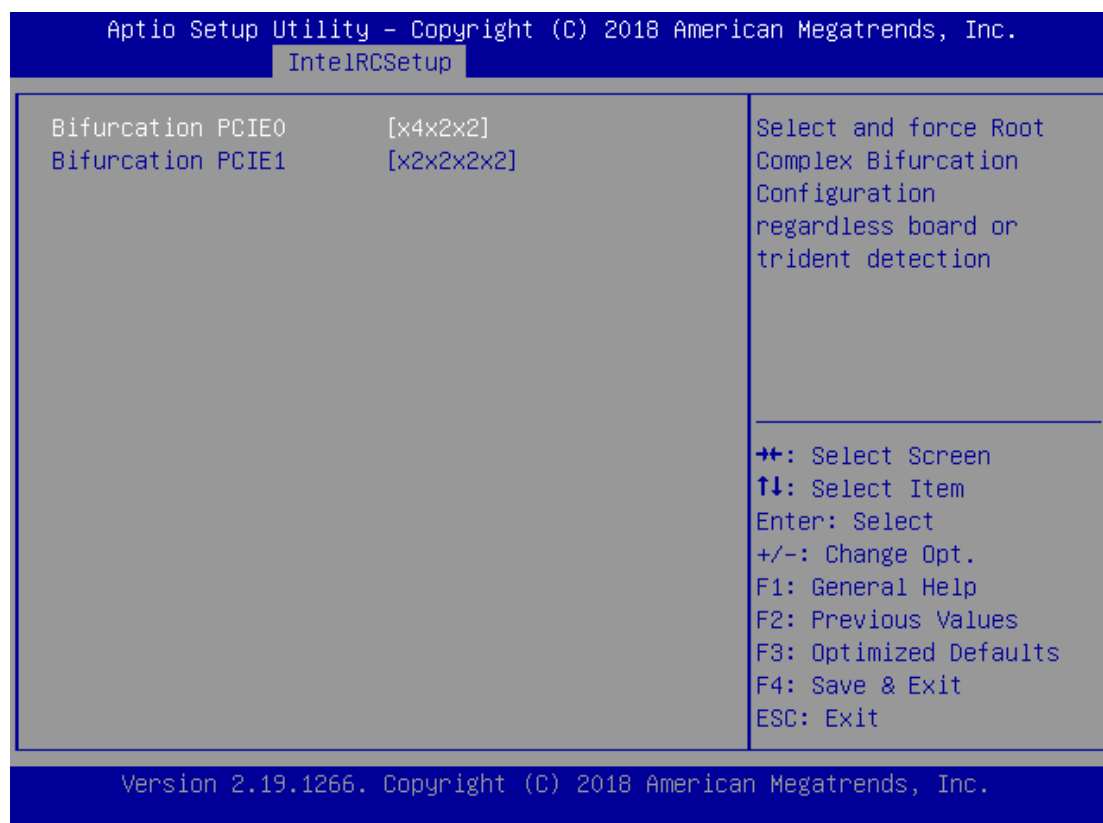 Aptio Setup Utility – Copyright (C) 2018 American Megatrends, Inc.
IntelRCSetup
Bifurcation PCIE0 [x4x2x2]
Bifurcation PCIE1 [x2x2x2x2]
Select and force Root
Complex Bifurcation
Configuration
regardless board or
trident detection
→←: Select Screen
↑↓: Select Item
Enter: Select
+/-: Change Opt.
F1: General Help
F2: Previous Values
F3: Optimized Defaults
F4: Save & Exit
ESC: Exit
Version 2.19.1266. Copyright (C) 2018 American Megatrends, Inc.